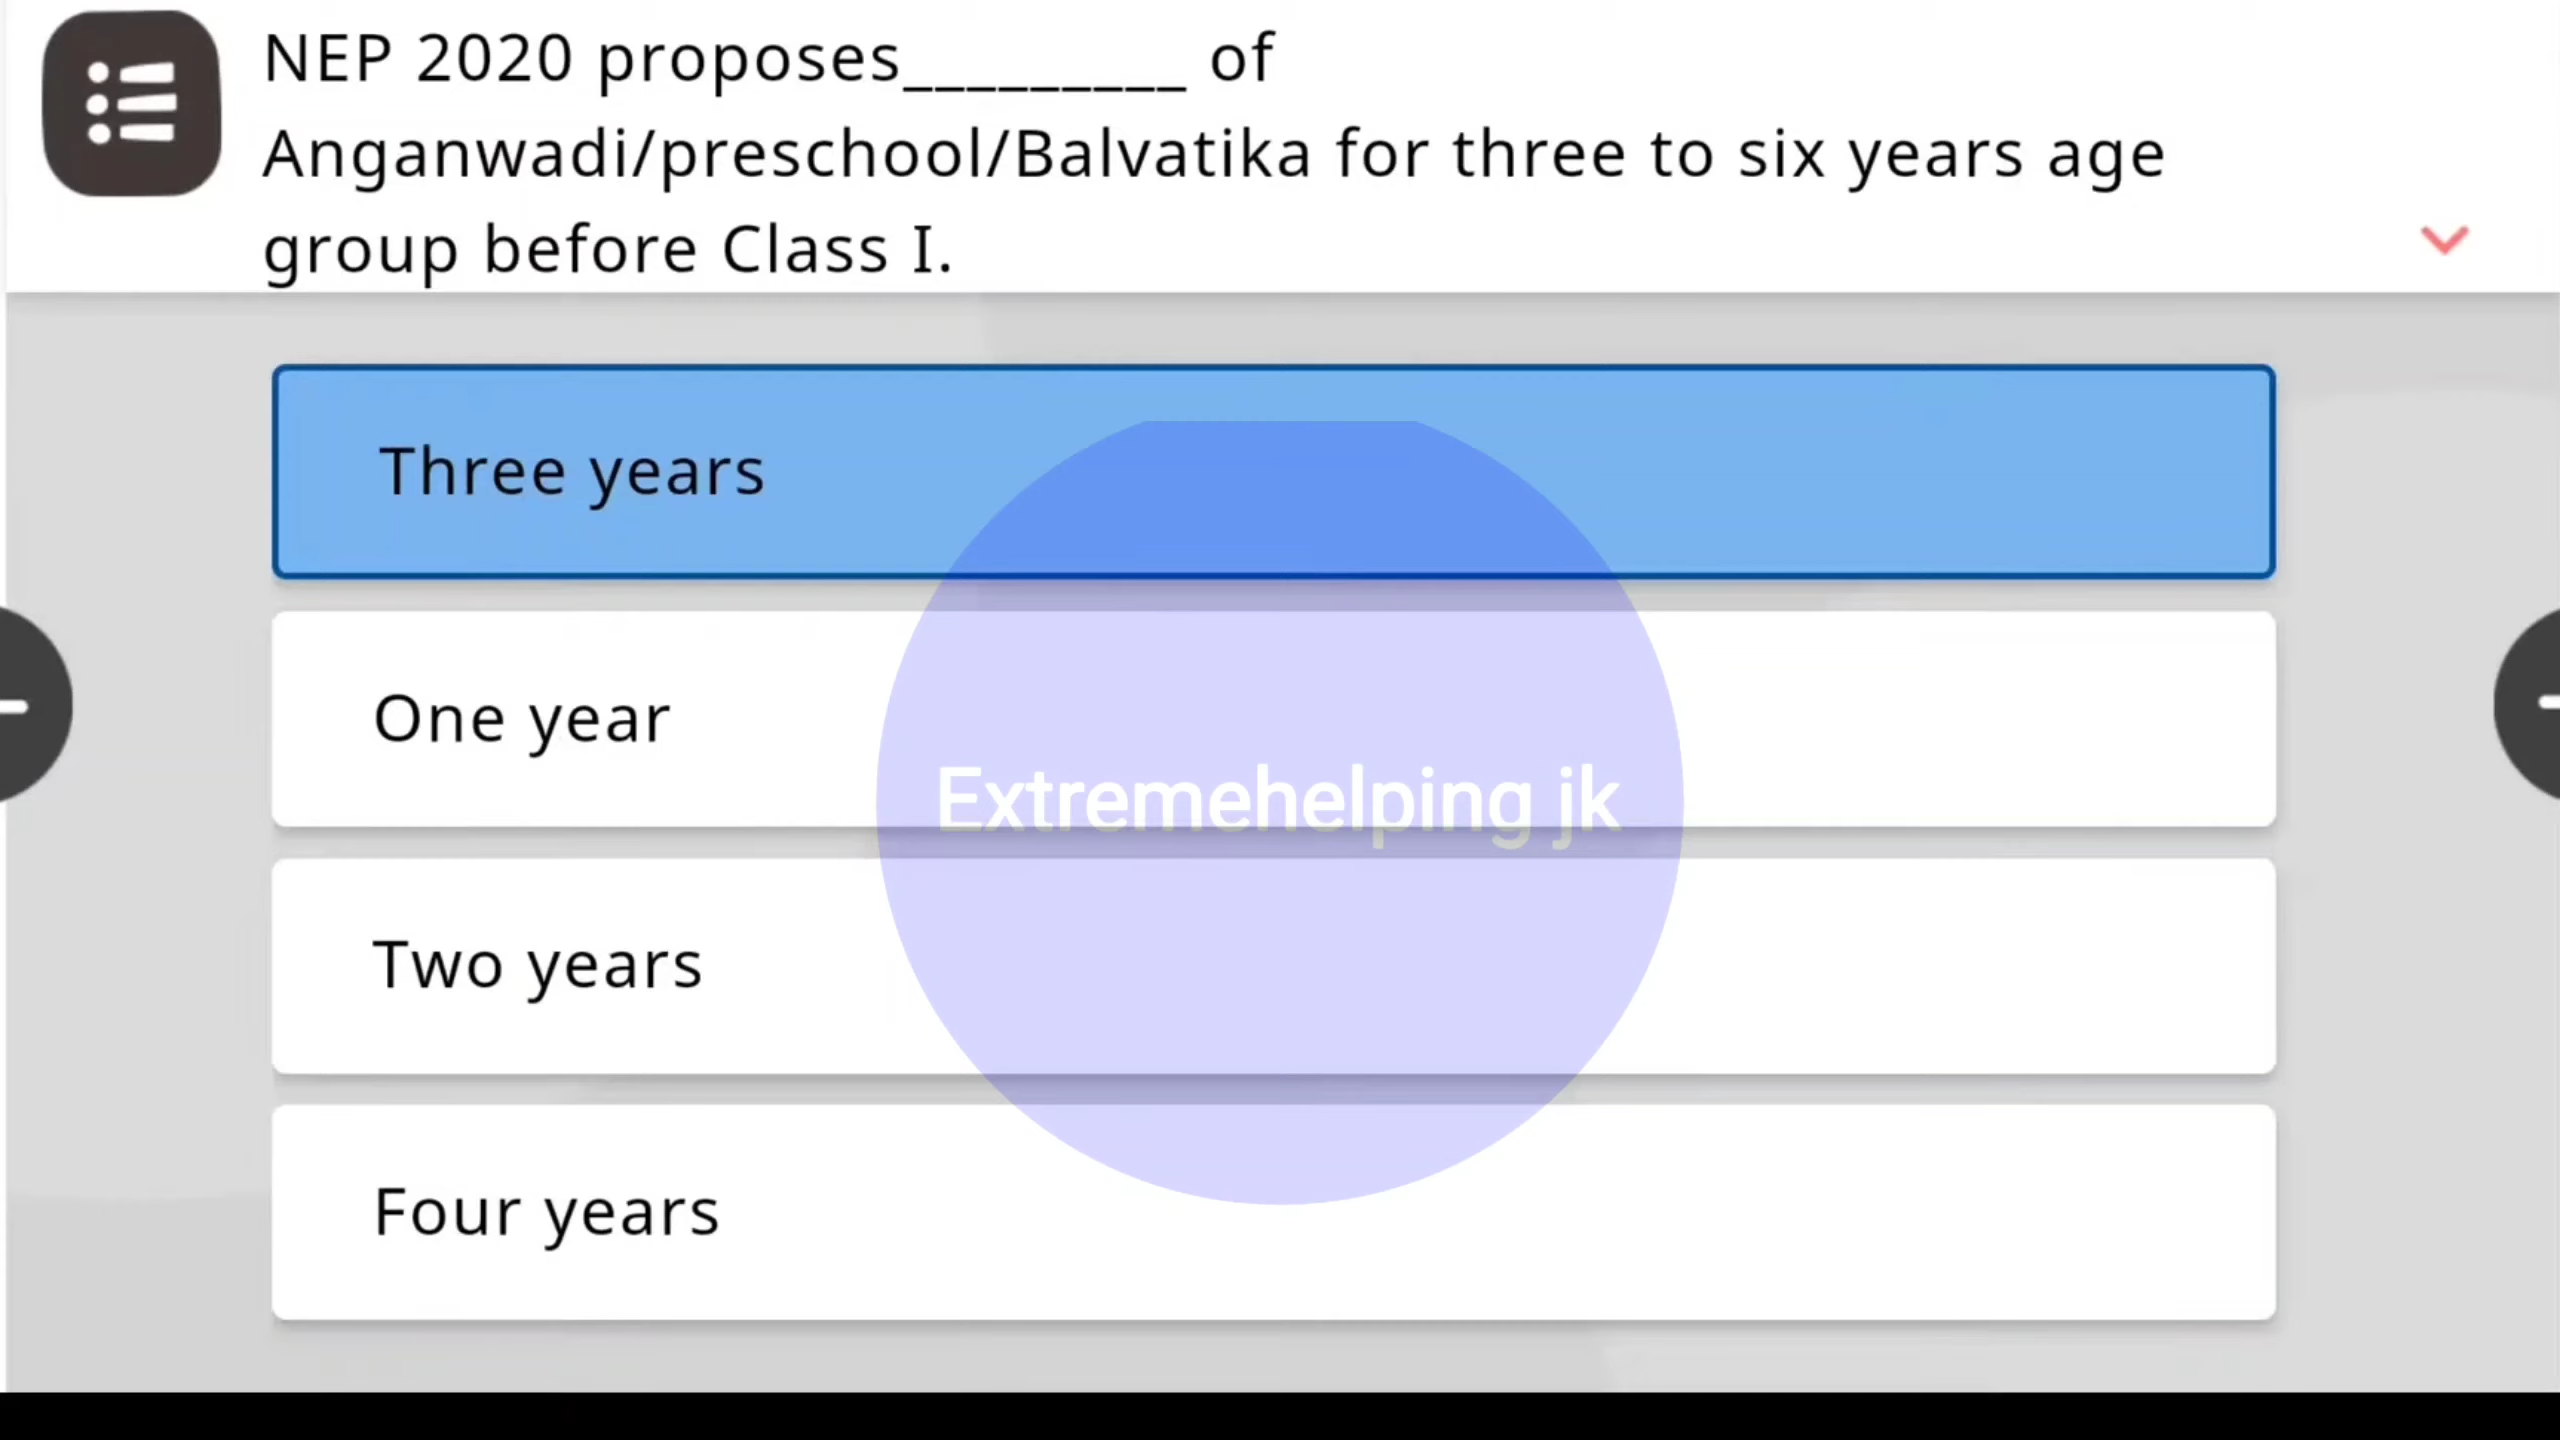 NEP 2020 proposes_________ of
Anganwadi/preschool/Balvatika for three to six years age
group before Class I.
Three years
One year
Extremehelping jk
Two years
Four years